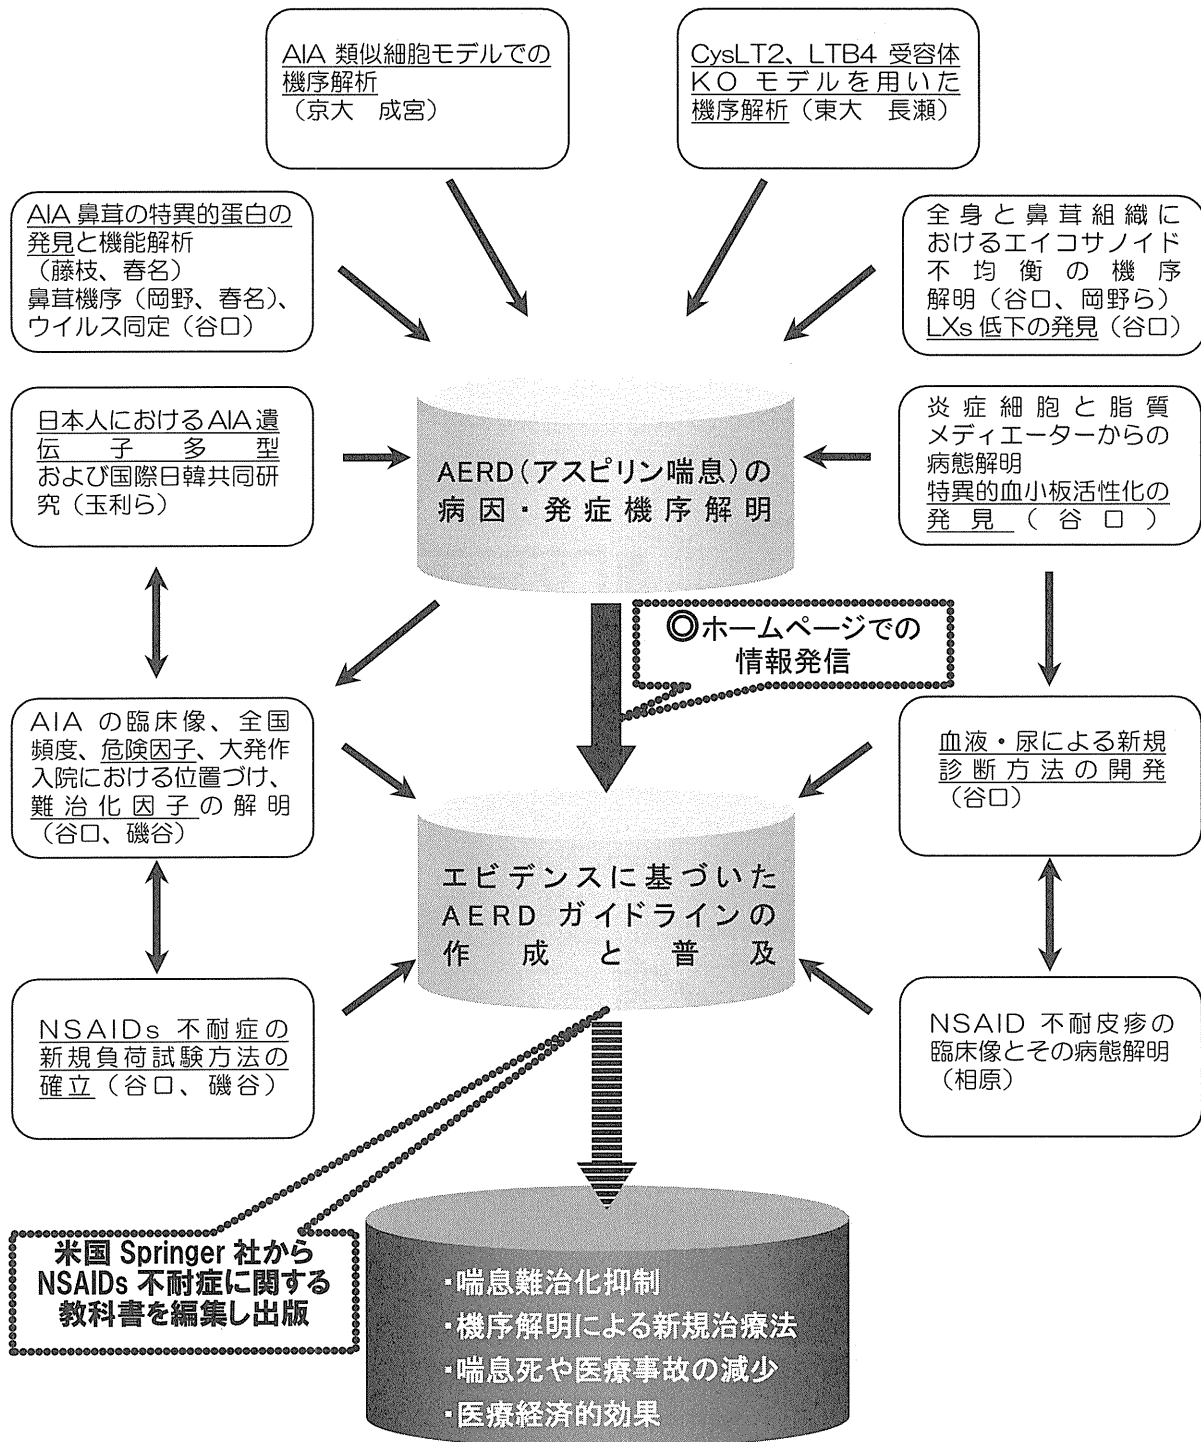 AIA 類似細胞モデルでの
機序解析
（京大　成宮）
CysLT2、LTB4 受容体
KO モデルを用いた
機序解析（東大　長瀬）
AIA 鼻茸の特異的蛋白の
発見と機能解析
（藤枝、春名）
鼻茸機序（岡野、春名）、
ウイルス同定（谷口）
全身と鼻茸組織に
おけるエイコサノイド
不均衡の機序
解明（谷口、岡野ら）
LXs 低下の発見（谷口）
日本人における AIA 遺
伝子多型
および国際日韓共同研
究（玉利ら）
AERD（アスピリン喘息）の
病因・発症機序解明
炎症細胞と脂質
メディエーターからの
病態解明
特異的血小板活性化の
発見（谷口）
◎ホームページでの
情報発信
AIA の臨床像、全国
頻度、危険因子、大発作
入院における位置づけ、
難治化因子の解明
（谷口、磯谷）
血液・尿による新規
診断方法の開発
（谷口）
エビデンスに基づいた
AERD ガイドラインの
作成と普及
NSAIDs 不耐症の
新規負荷試験方法の
確立（谷口、磯谷）
NSAID 不耐皮疹の
臨床像とその病態解明
（相原）
米国 Springer 社から
NSAIDs 不耐症に関する
教科書を編集し出版
・喘息難治化抑制
・機序解明による新規治療法
・喘息死や医療事故の減少
・医療経済的効果